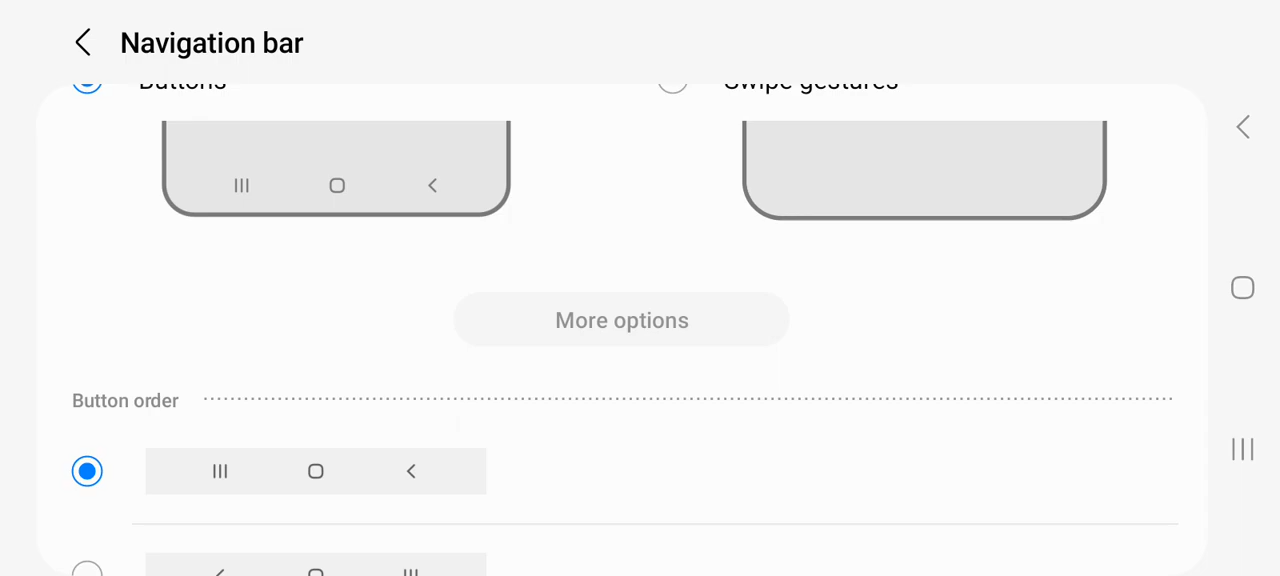 Navigation bar
Buttons
Swipe gestures
More options
Button order